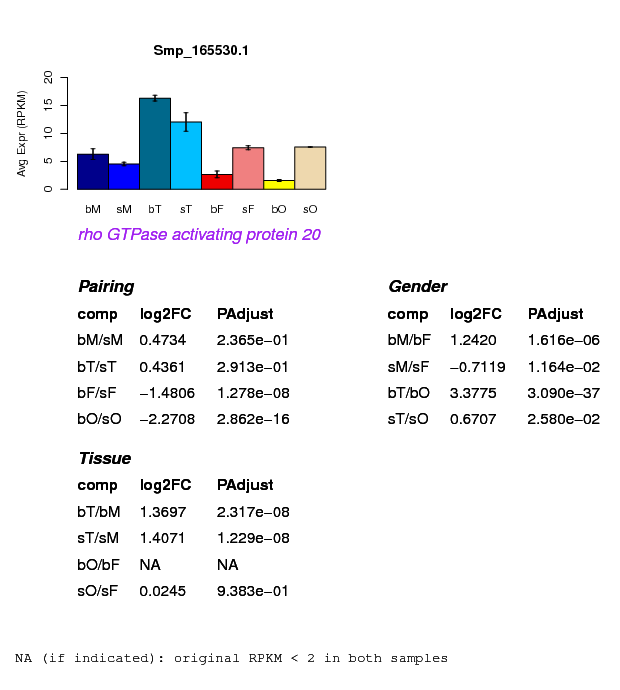 Smp_165530.1
Avg Expr (RPKM)
20
15
10
5
0
bM sM bT sT bF sF bO sO
rho GTPase activating protein 20
Pairing
comp log2FC PAdjust
bM/sM 0.4734 2.365e−01
bT/sT 0.4361 2.913e−01
bF/sF −1.4806 1.278e−08
bO/sO −2.2708 2.862e−16
Gender
comp log2FC PAdjust
bM/bF 1.2420 1.616e−06
sM/sF −0.7119 1.164e−02
bT/bO 3.3775 3.090e−37
sT/sO 0.6707 2.580e−02
Tissue
comp log2FC PAdjust
bT/bM 1.3697 2.317e−08
sT/sM 1.4071 1.229e−08
bO/bF NA NA
sO/sF 0.0245 9.383e−01
NA (if indicated): original RPKM < 2 in both samples